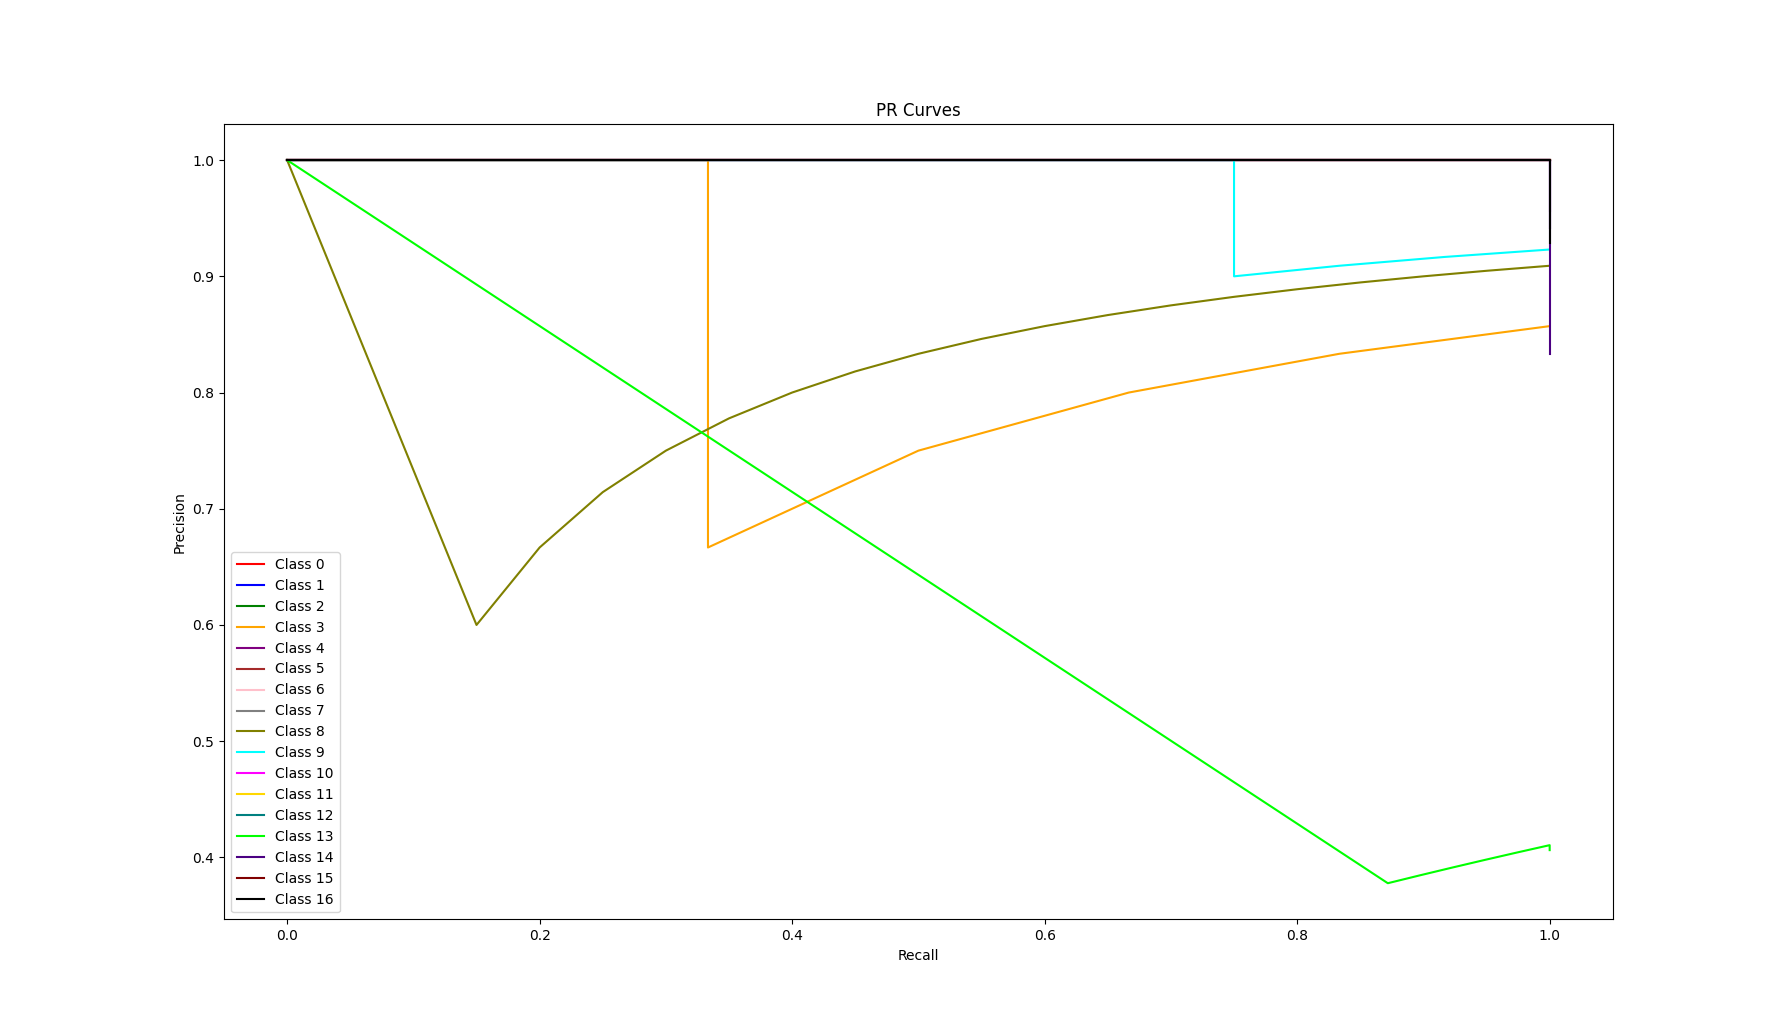 PR Curves
1.0
0.9
0.8
0.7
0.6
0.5
0.4
Precision
Class 0
Class 1
Class 2
Class 3
Class 4
Class 5
Class 6
Class 7
Class 8
Class 9
Class 10
Class 11
Class 12
Class 13
Class 14
Class 15
Class 16
0.0 0.2 0.4 0.6 0.8 1.0
Recall